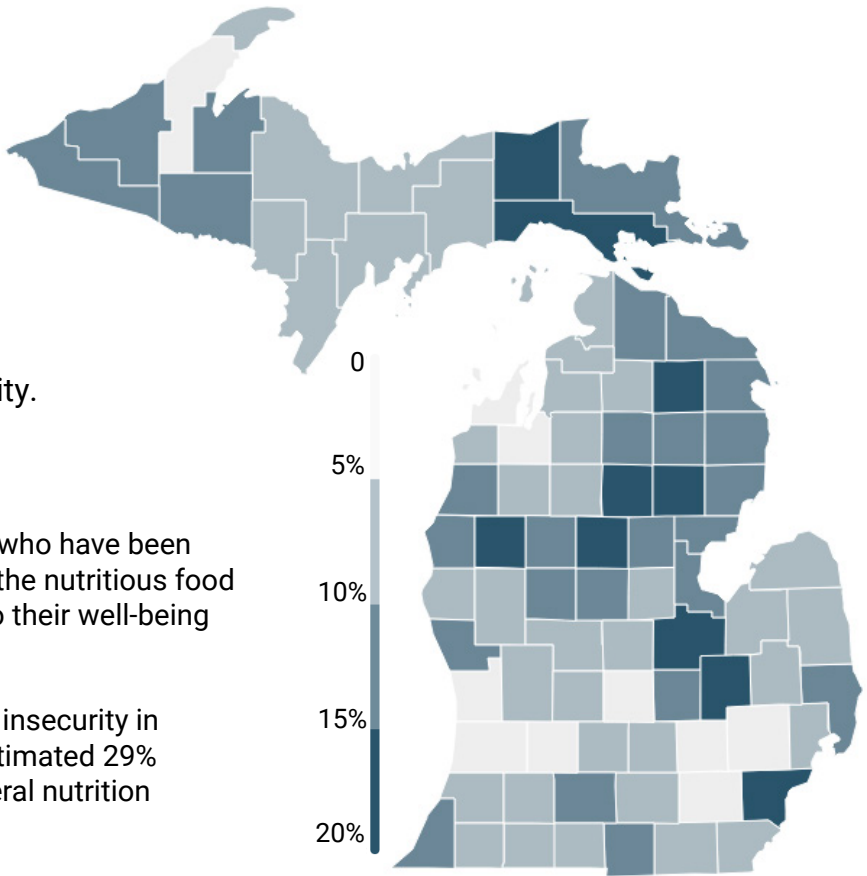 0
ity.
5%
who have been
the nutritious food
10%
o their well-being
15%
insecurity in
timated 29%
eral nutrition
20%